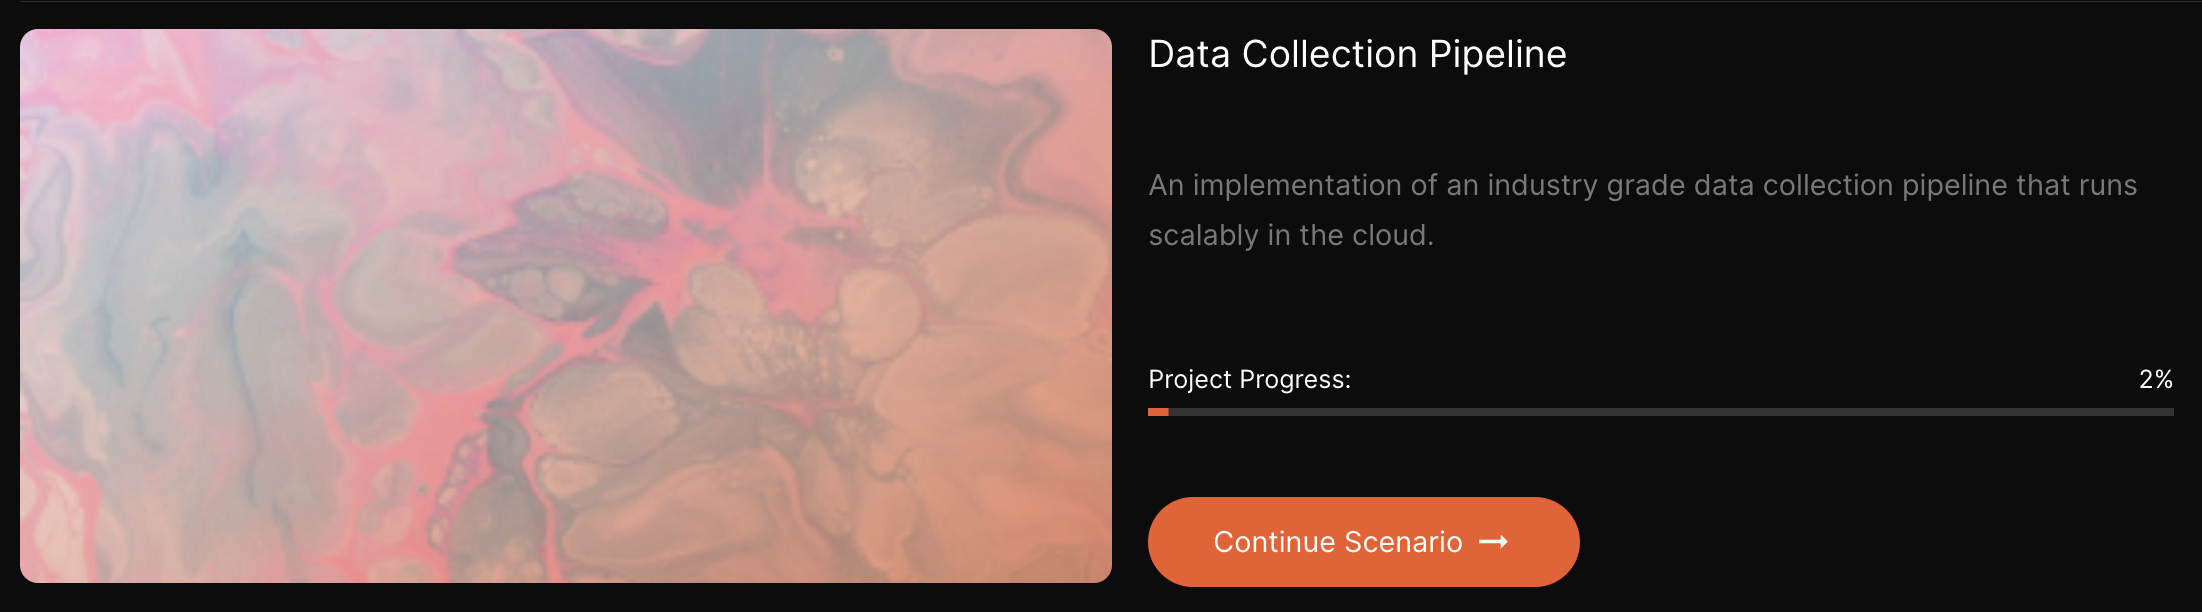 Data Collection Pipeline
An implementation of an industry grade data collection pipeline that runs
scalably in the cloud.
Project Progress: 2%
Continue Scenario →